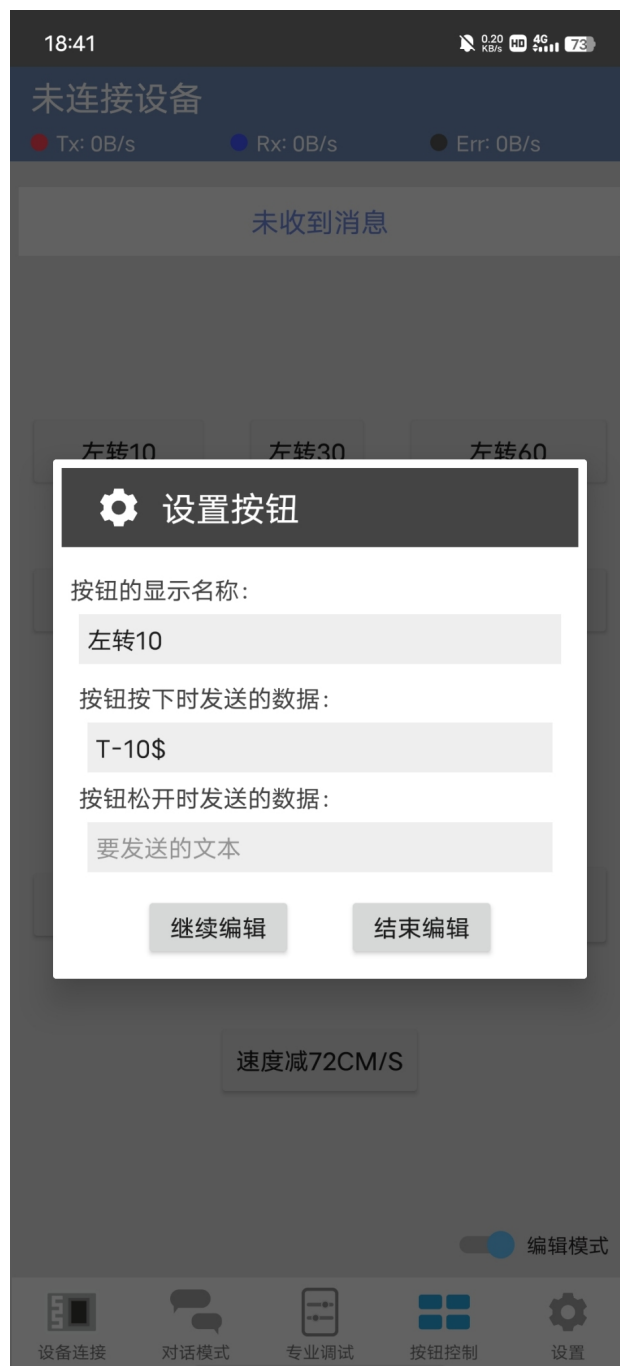 18:41
0.20 KB/s HD 4G 73
未连接设备
Tx: 0B/s Rx: 0B/s Err: 0B/s
未收到消息
左转10 左转30 左转60
设置按钮
按钮的显示名称:
左转10
按钮按下时发送的数据:
T-10$
按钮松开时发送的数据:
要发送的文本
继续编辑 结束编辑
速度减72CM/S
编辑模式
设备连接 对话模式 专业调试 按钮控制 设置